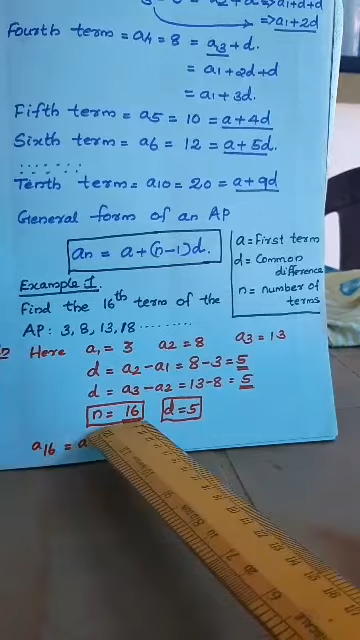 => a1+2d
Fourth term = a4 = 8 = a3+d.
= a1+2d+d
= a1+3d.
Fifth term = a5 = 10 = a+4d
Sixth term = a6 = 12 = a+5d.
.......
Tenth term = a10 = 20 = a+9d
General form of an AP
an = a+(n-1)d.
a = First term
d = Common difference
n = number of terms
Example 1.
Find the 16th term of the
AP: 3, 8, 13, 18 .........
Here a1 = 3 a2 = 8 a3 = 13
d = a2-a1 = 8-3 = 5
d = a3-a2 = 13-8 = 5
n = 16 d = 5
a16 = a